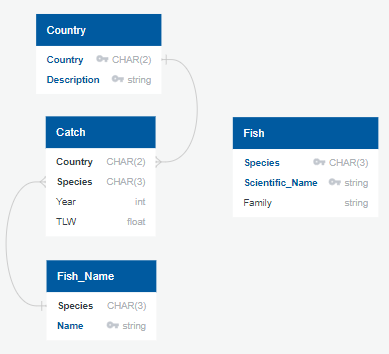 Country
Country CHAR(2)
Description string
Catch
Country CHAR(2)
Species CHAR(3)
Year int
TLW float
Fish
Species CHAR(3)
Scientific_Name string
Family string
Fish_Name
Species CHAR(3)
Name string